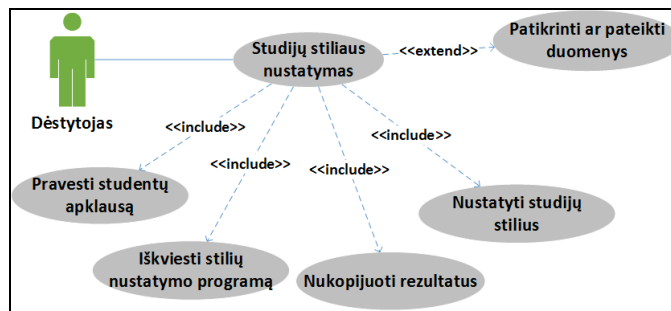 Patikrinti ar pateikti
duomenys
Studijų stiliaus
nustatymas
<<extend>>
Dėstytojas
<<include>>
<<include>>
<<include>>
<<include>>
Pravesti studentų
apklausą
Nustatyti studijų
stilius
Iškviesti stilių
nustatymo programą
Nukopijuoti rezultatus